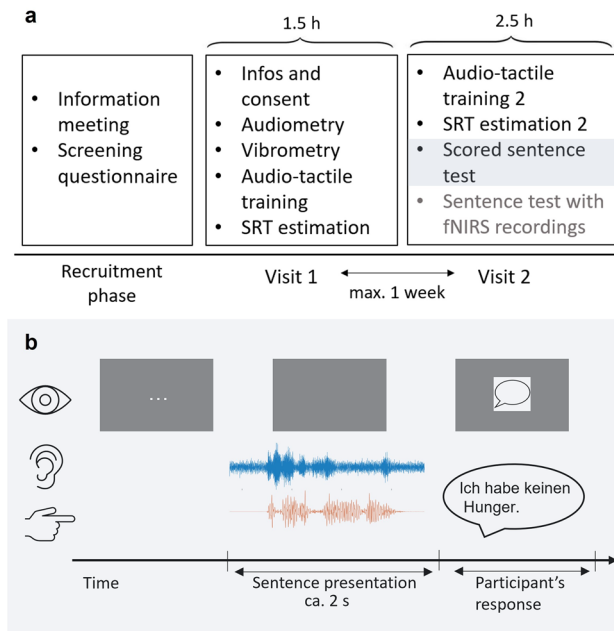 a
1.5 h
2.5 h
• Information
meeting
• Screening
questionnaire
• Infos and
consent
• Audiometry
• Vibrometry
• Audio-tactile
training
• SRT estimation
• Audio-tactile
training 2
• SRT estimation 2
• Scored sentence
test
• Sentence test with
fNIRS recordings
Recruitment
phase
Visit 1
max. 1 week
Visit 2
b
...
Ich habe keinen
Hunger.
Time
Sentence presentation
ca. 2 s
Participant's
response